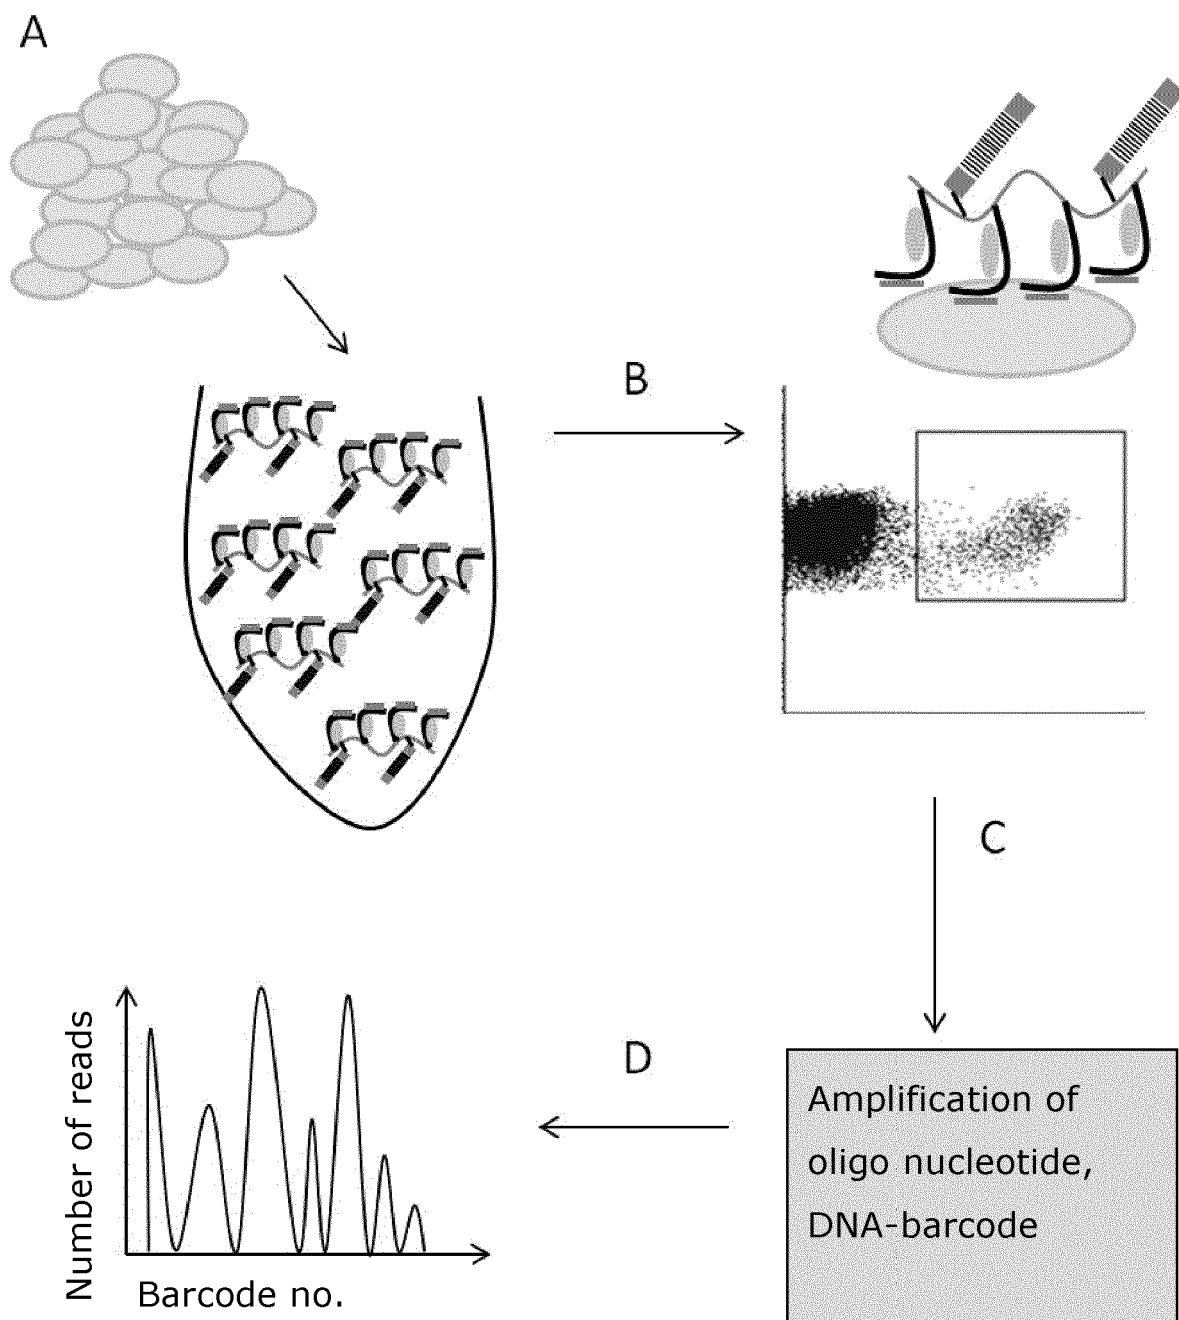 A
B
C
Amplification of
oligo nucleotide,
DNA-barcode
D
Number of reads
Barcode no.